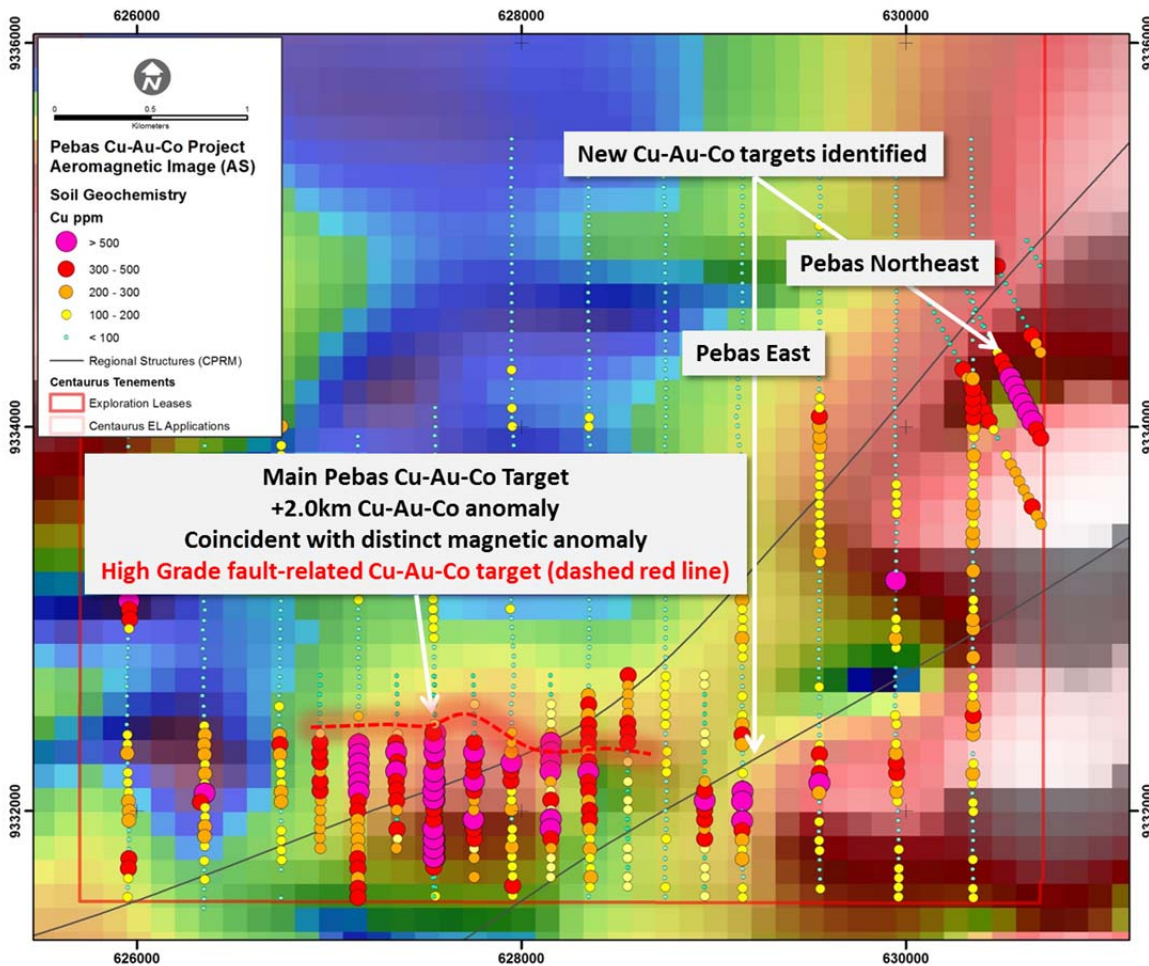 626000
628000
630000
9336000
9336000
N
0
0.5
1
Kilometers
Pebas Cu-Au-Co Project
Aeromagnetic Image (AS)
Soil Geochemistry
Cu ppm
> 500
300 - 500
200 - 300
100 - 200
< 100
Regional Structures (CPRM)
Centaurus Tenements
Exploration Leases
Centaurus EL Applications
New Cu-Au-Co targets identified
Pebas Northeast
Pebas East
9334000
9334000
Main Pebas Cu-Au-Co Target
+2.0km Cu-Au-Co anomaly
Coincident with distinct magnetic anomaly
High Grade fault-related Cu-Au-Co target (dashed red line)
9332000
9332000
626000
628000
630000